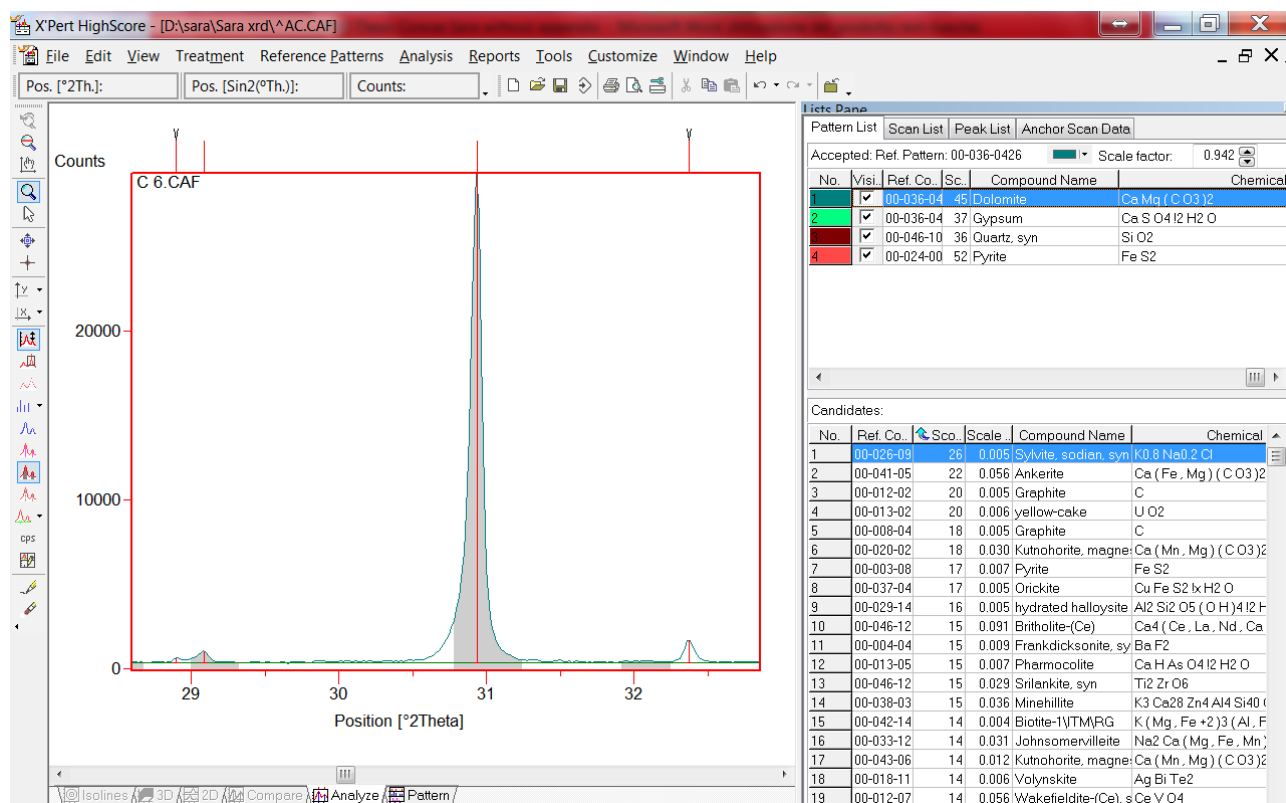 X'Pert HighScore - [D:\sara\Sara xrd\^AC.CAF]
File Edit View Treatment Reference Patterns Analysis Reports Tools Customize Window Help
Pos. [°2Th.]: Pos. [Sin2(°Th.)]: Counts:
Lists Pane
Pattern List Scan List Peak List Anchor Scan Data
Accepted: Ref. Pattern: 00-036-0426 Scale factor: 0.942
No. Visi.. Ref. Co.. Sc.. Compound Name Chemical
1 00-036-04 45 Dolomite Ca Mg ( C O3 )2
2 00-036-04 37 Gypsum Ca S O4 !2 H2 O
3 00-046-10 36 Quartz, syn Si O2
4 00-024-00 52 Pyrite Fe S2
Counts
C 6.CAF
20000
10000
0
29 30 31 32
Position [°2Theta]
cps
Candidates:
No. Ref. Co.. Sco.. Scale .. Compound Name Chemical
1 00-026-09 26 0.005 Sylvite, sodian, syn K0.8 Na0.2 Cl
2 00-041-05 22 0.056 Ankerite Ca ( Fe , Mg ) ( C O3 )2
3 00-012-02 20 0.005 Graphite C
4 00-013-02 20 0.006 yellow-cake U O2
5 00-008-04 18 0.005 Graphite C
6 00-020-02 18 0.030 Kutnohorite, magne: Ca ( Mn , Mg ) ( C O3 )2
7 00-003-08 17 0.007 Pyrite Fe S2
8 00-037-04 17 0.005 Orickite Cu Fe S2 !x H2 O
9 00-029-14 16 0.005 hydrated halloysite Al2 Si2 O5 ( O H )4 !2 H
10 00-046-12 15 0.091 Britholite-(Ce) Ca4 ( Ce , La , Nd , Ca
11 00-004-04 15 0.009 Frankdicksonite, sy Ba F2
12 00-013-05 15 0.007 Pharmocolite Ca H As O4 !2 H2 O
13 00-046-12 15 0.029 Srilankite, syn Ti2 Zr O6
14 00-038-03 15 0.036 Minehillite K3 Ca28 Zn4 Al4 Si40 (
15 00-042-14 14 0.004 Biotite-1\ITM\RG K ( Mg , Fe +2 )3 ( Al , F
16 00-033-12 14 0.031 Johnsomervilleite Na2 Ca ( Mg , Fe , Mn )
17 00-043-06 14 0.012 Kutnohorite, magne: Ca ( Mn , Mg ) ( C O3 )2
18 00-018-11 14 0.006 Volynskite Ag Bi Te2
19 00-012-07 14 0.056 Wakefieldite-(Ce), s Ce V O4
Isolines 3D 2D Compare Analyze Pattern